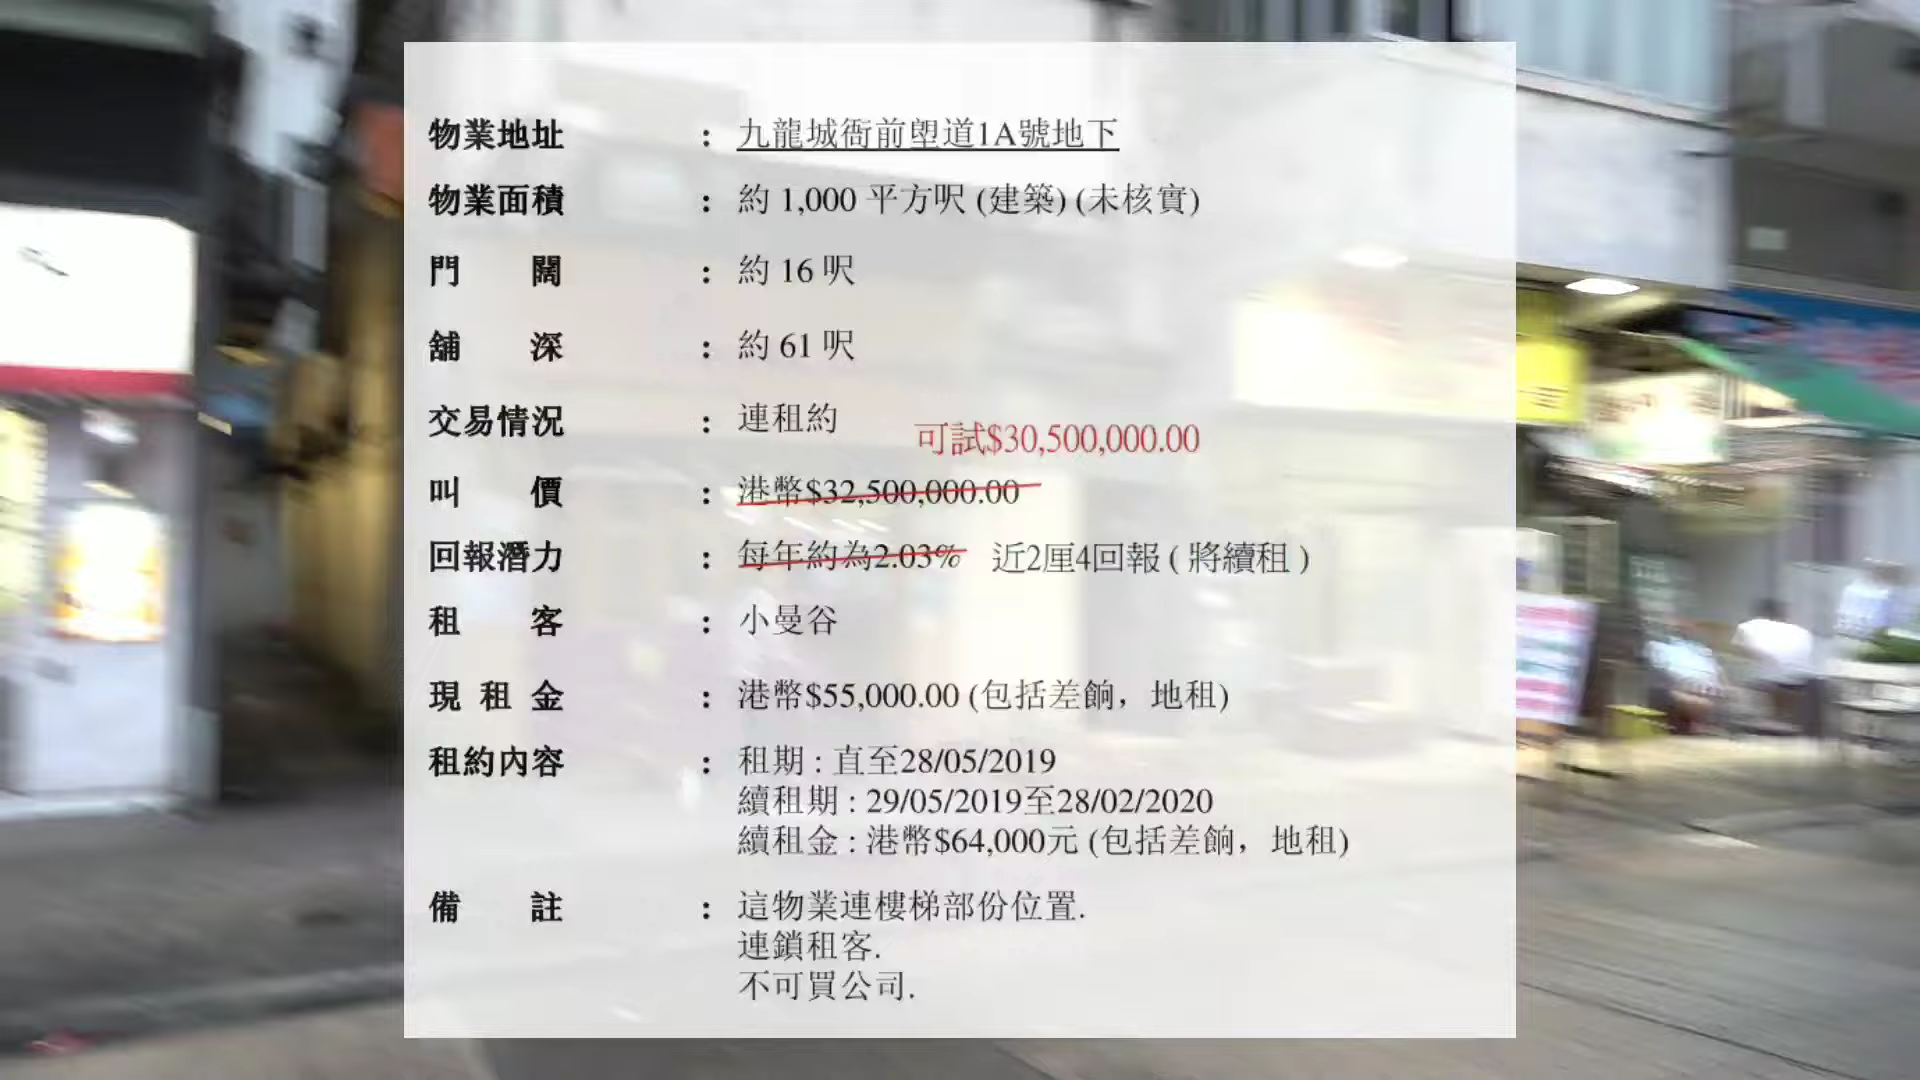 物業地址 : 九龍城衙前塱道1A號地下
物業面積 : 約 1,000 平方呎 (建築) (未核實)
門闊 : 約 16 呎
舖深 : 約 61 呎
交易情況 : 連租約
可試$30,500,000.00
叫價 : 港幣$32,500,000.00
回報潛力 : 每年約為2.03% 近2厘4回報 ( 將續租 )
租客 : 小曼谷
現租金 : 港幣$55,000.00 (包括差餉，地租)
租約內容 : 租期 : 直至28/05/2019
續租期 : 29/05/2019至28/02/2020
續租金 : 港幣$64,000元 (包括差餉，地租)
備註 : 這物業連樓梯部份位置.
連鎖租客.
不可買公司.